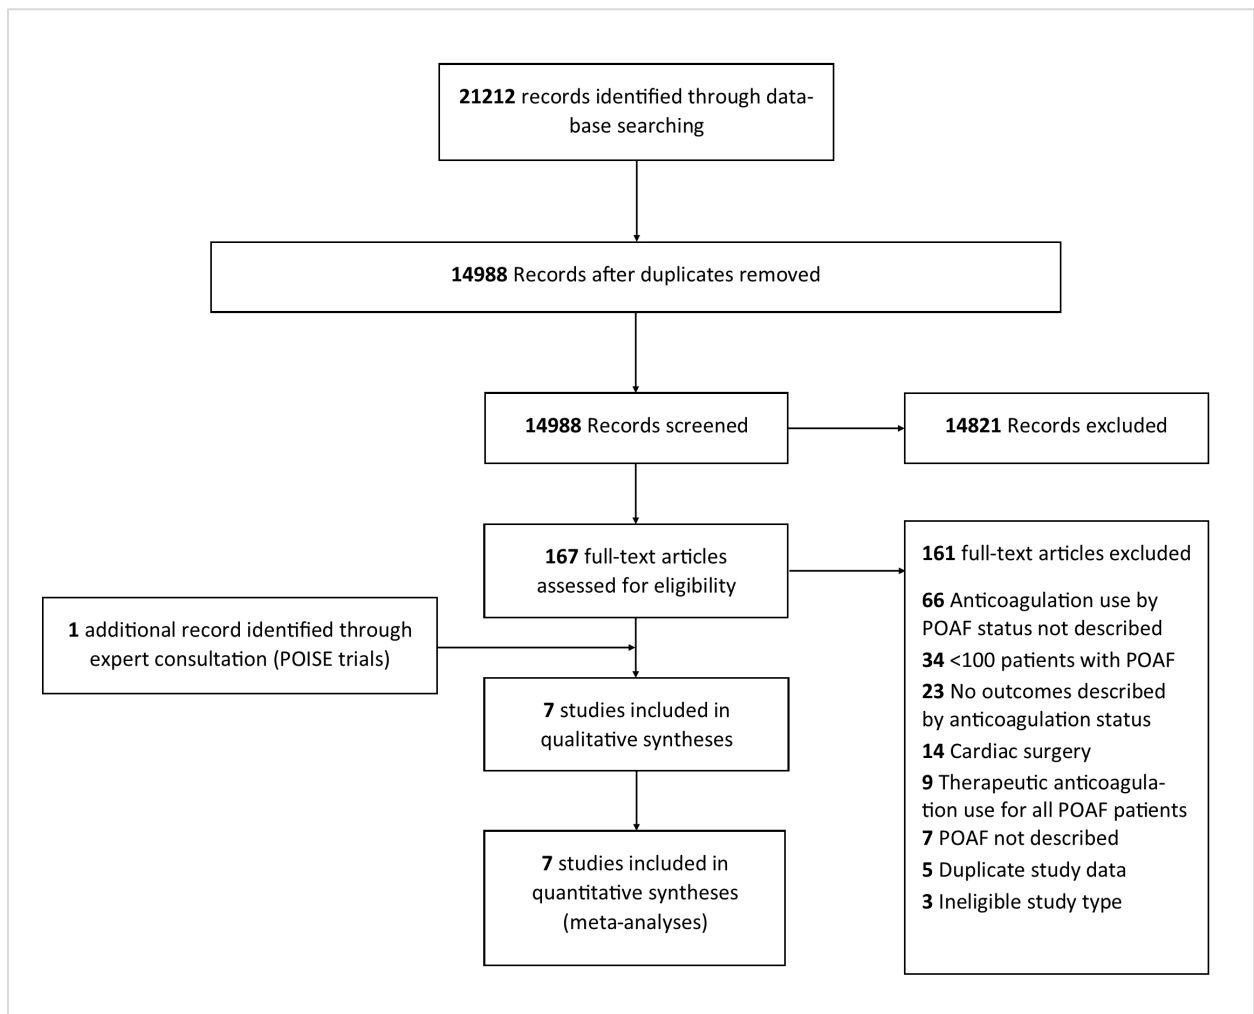 21212 records identified through data-
base searching
14988 Records after duplicates removed
14988 Records screened
14821 Records excluded
167 full-text articles
assessed for eligibility
161 full-text articles excluded
66 Anticoagulation use by
POAF status not described
34 <100 patients with POAF
23 No outcomes described
by anticoagulation status
14 Cardiac surgery
9 Therapeutic anticoagula-
tion use for all POAF patients
7 POAF not described
5 Duplicate study data
3 Ineligible study type
1 additional record identified through
expert consultation (POISE trials)
7 studies included in
qualitative syntheses
7 studies included in
quantitative syntheses
(meta-analyses)